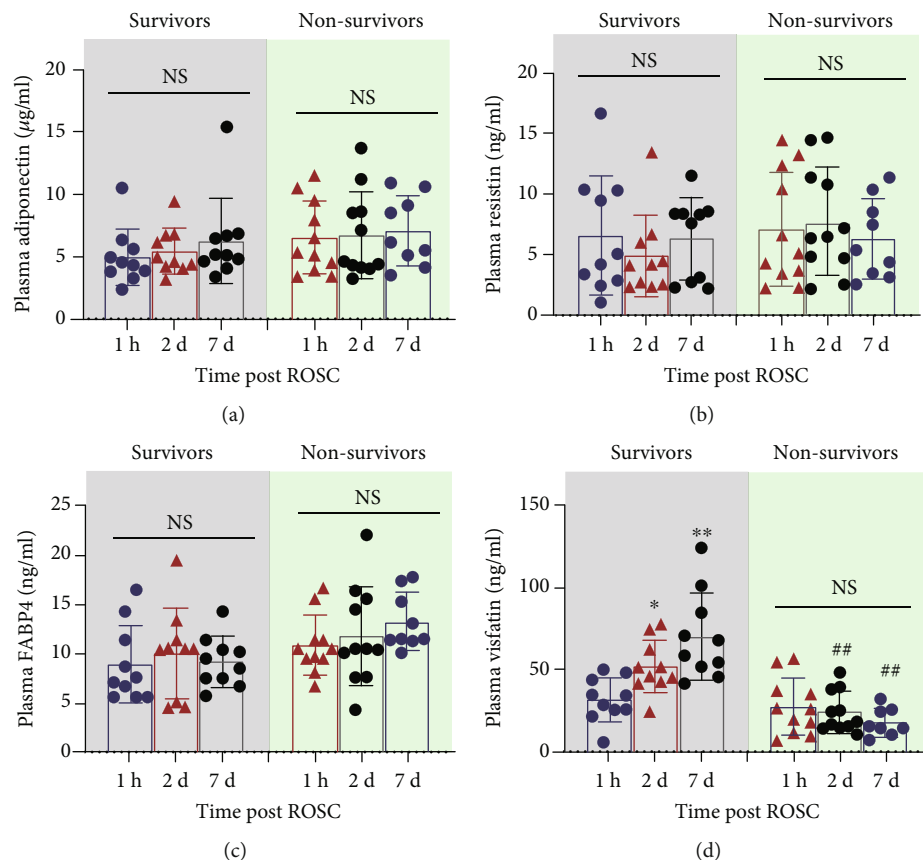 Survivors Non-survivors
20
15
10
5
0
Plasma adiponectin (μg/ml)
NS NS
1 h 2 d 7 d 1 h 2 d 7 d
Time post ROSC
(a)
Survivors Non-survivors
20
15
10
5
0
Plasma resistin (ng/ml)
NS NS
1 h 2 d 7 d 1 h 2 d 7 d
Time post ROSC
(b)
Survivors Non-survivors
25
20
15
10
5
0
Plasma FABP4 (ng/ml)
NS NS
1 h 2 d 7 d 1 h 2 d 7 d
Time post ROSC
(c)
Survivors Non-survivors
150
100
50
0
Plasma visfatin (ng/ml)
* ** NS
## ##
1 h 2 d 7 d 1 h 2 d 7 d
Time post ROSC
(d)